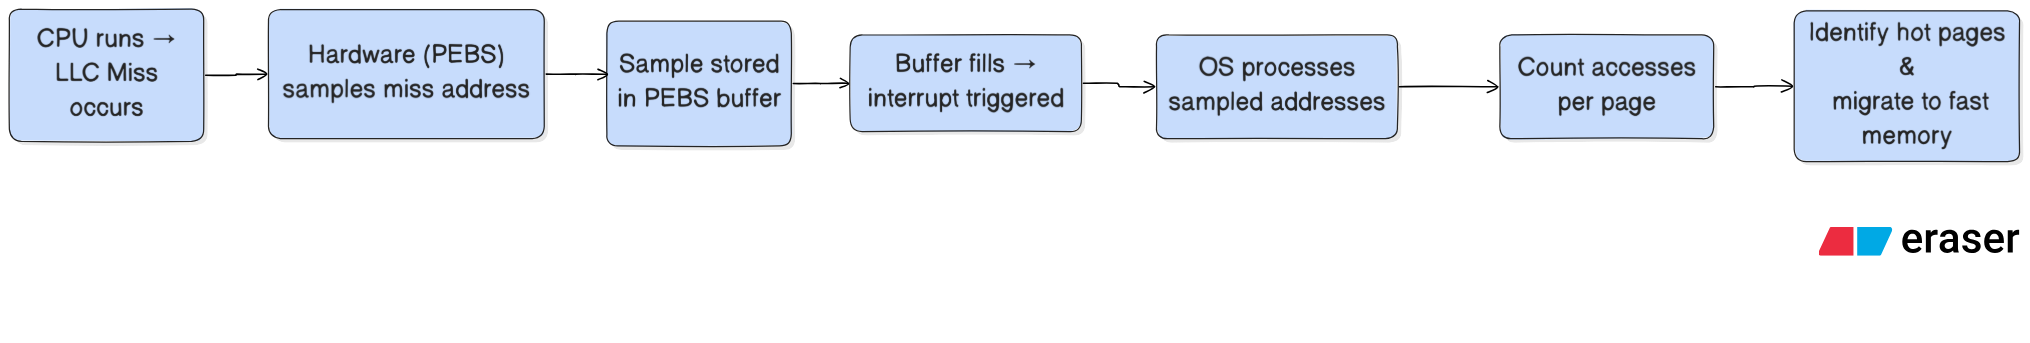 CPU runs →
LLC Miss
occurs
Hardware (PEBS)
samples miss address
Sample stored
in PEBS buffer
Buffer fills →
interrupt triggered
OS processes
sampled addresses
Count accesses
per page
Identify hot pages
&
migrate to fast
memory
eraser